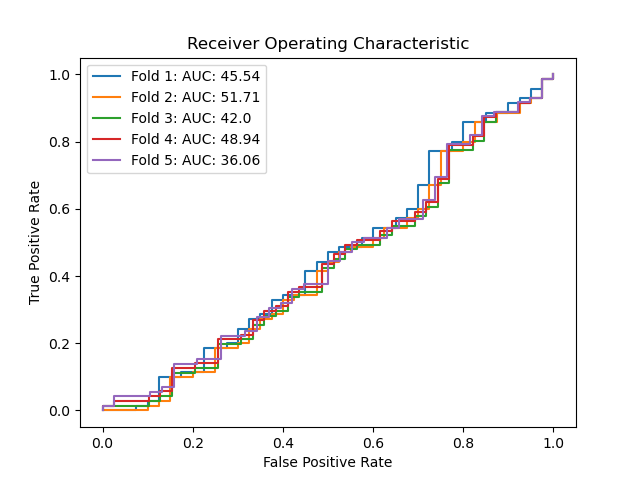 Receiver Operating Characteristic
Fold 1: AUC: 45.54
Fold 2: AUC: 51.71
Fold 3: AUC: 42.0
Fold 4: AUC: 48.94
Fold 5: AUC: 36.06
1.0
0.8
0.6
0.4
0.2
0.0
True Positive Rate
0.0 0.2 0.4 0.6 0.8 1.0
False Positive Rate